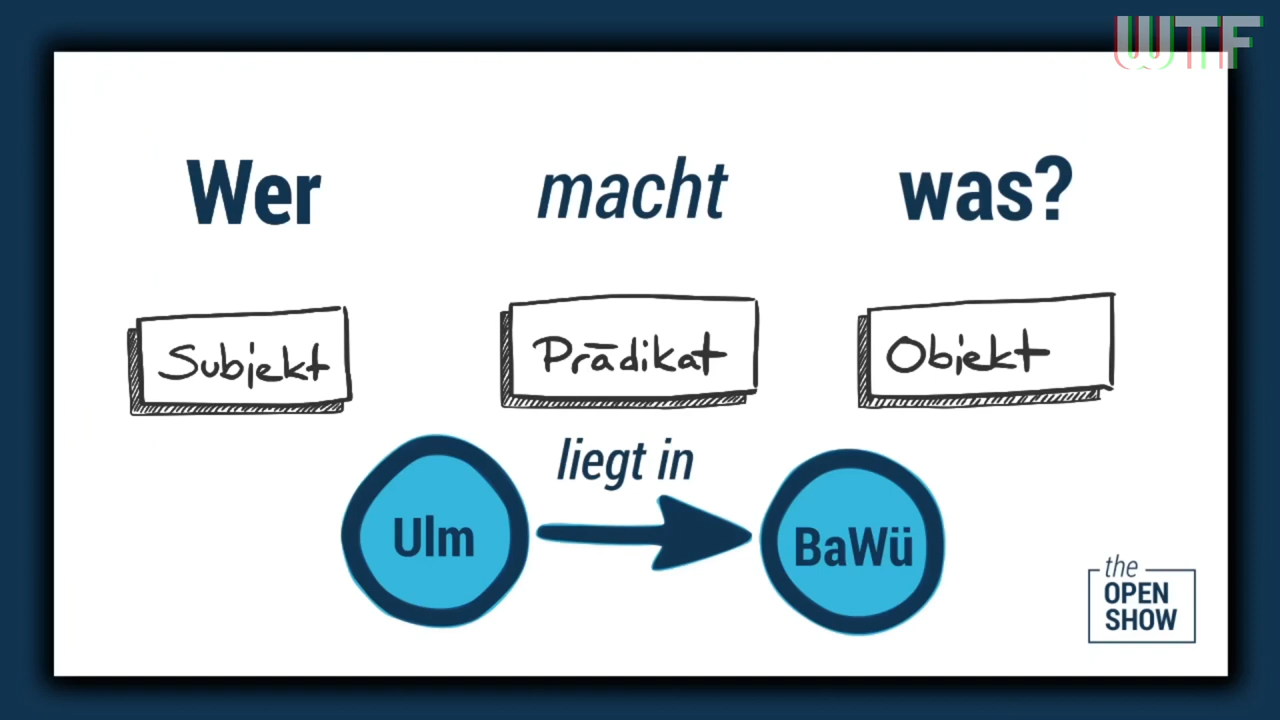 WTF
Wer macht was?
Subjekt Prädikat Objekt
liegt in
Ulm BaWü
the
OPEN
SHOW